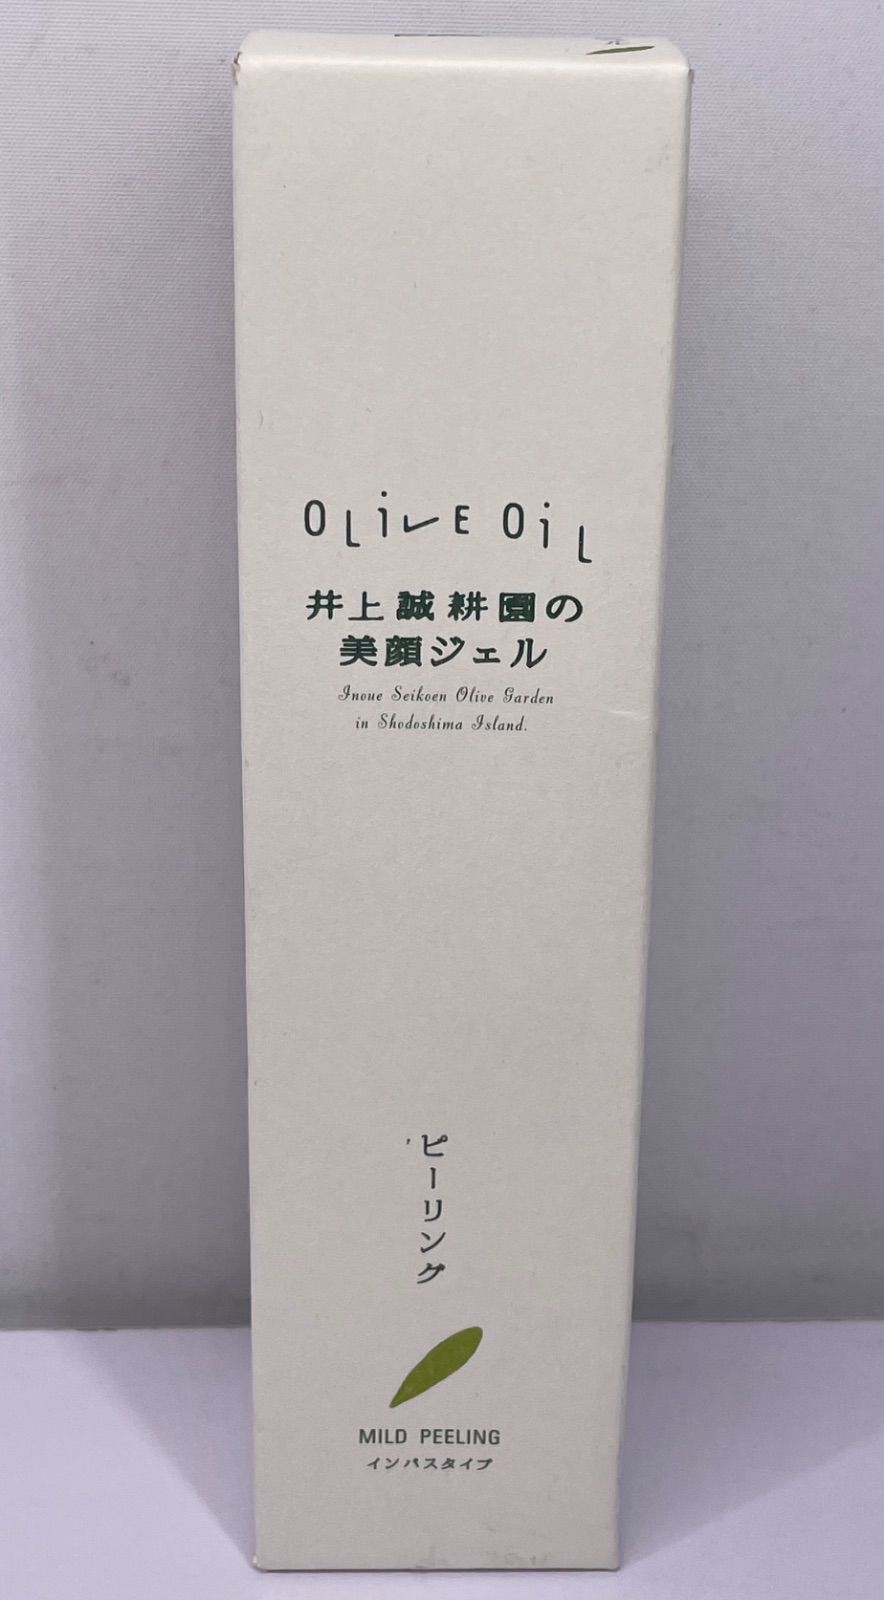 OLiVE OiL
井上誠耕園の
美顔ジェル
Inoue Seikoen Olive Garden
in Shodoshima Island.
ピーリング
MILD PEELING
インバスタイプ